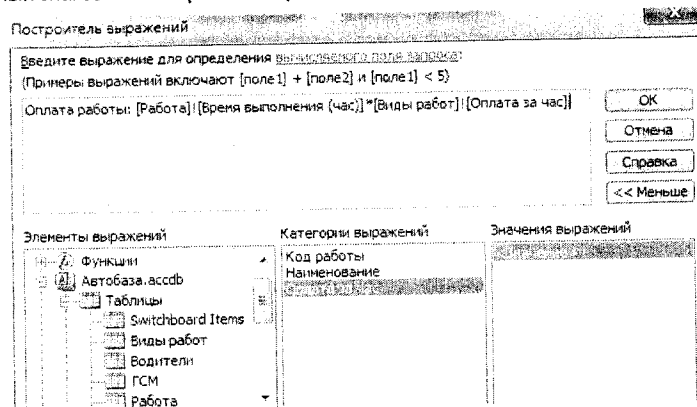 Построитель выражений
Введите выражение для определения вычисляемого поля запроса:
(Примеры выражений включают [поле1] + [поле2] и [поле1] < 5)
Оплата работы: [Работа]![Время выполнения (час)]*[Виды работ]![Оплата за час]
ОК
Отмена
Справка
<< Меньше
Элементы выражений
Категории выражений
Значения выражений
Функции
Автобаза.accdb
Таблицы
Switchboard Items
Виды работ
Водители
ГСМ
Работа
Код работы
Наименование